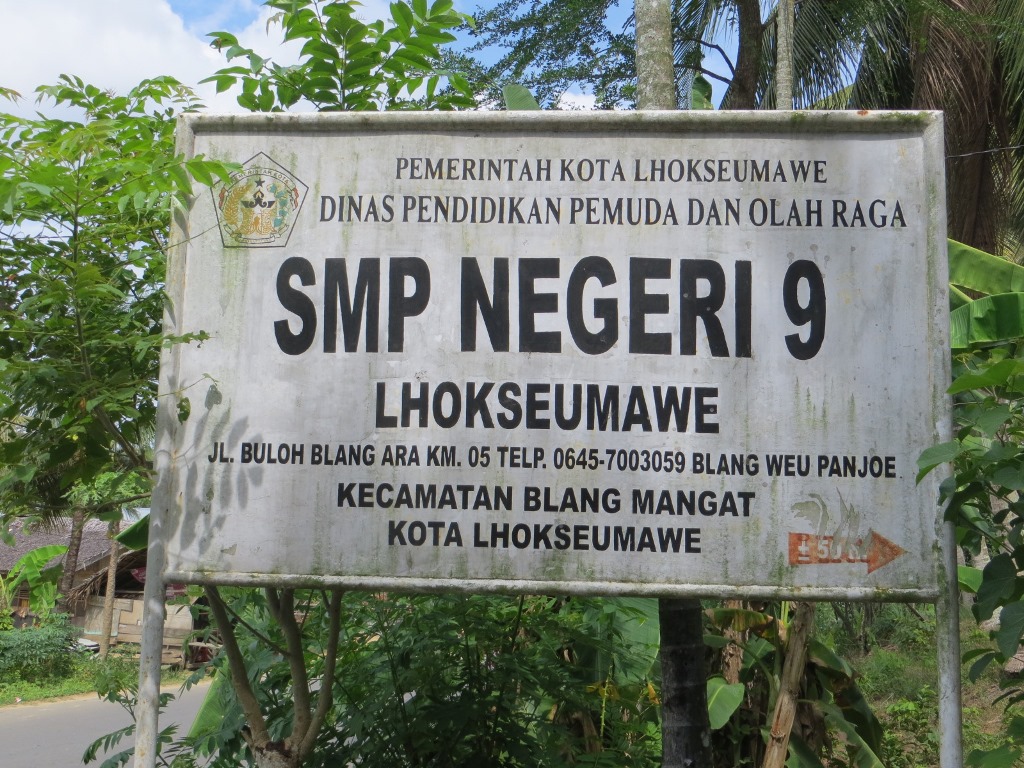 PEMERINTAH KOTA LHOKSEUMAWE
DINAS PENDIDIKAN PEMUDA DAN OLAH RAGA
SMP NEGERI 9
LHOKSEUMAWE
JL. BULOH BLANG ARA KM. 05 TELP. 0645-7003059 BLANG WEU PANJOE
KECAMATAN BLANG MANGAT
KOTA LHOKSEUMAWE
± 50 M